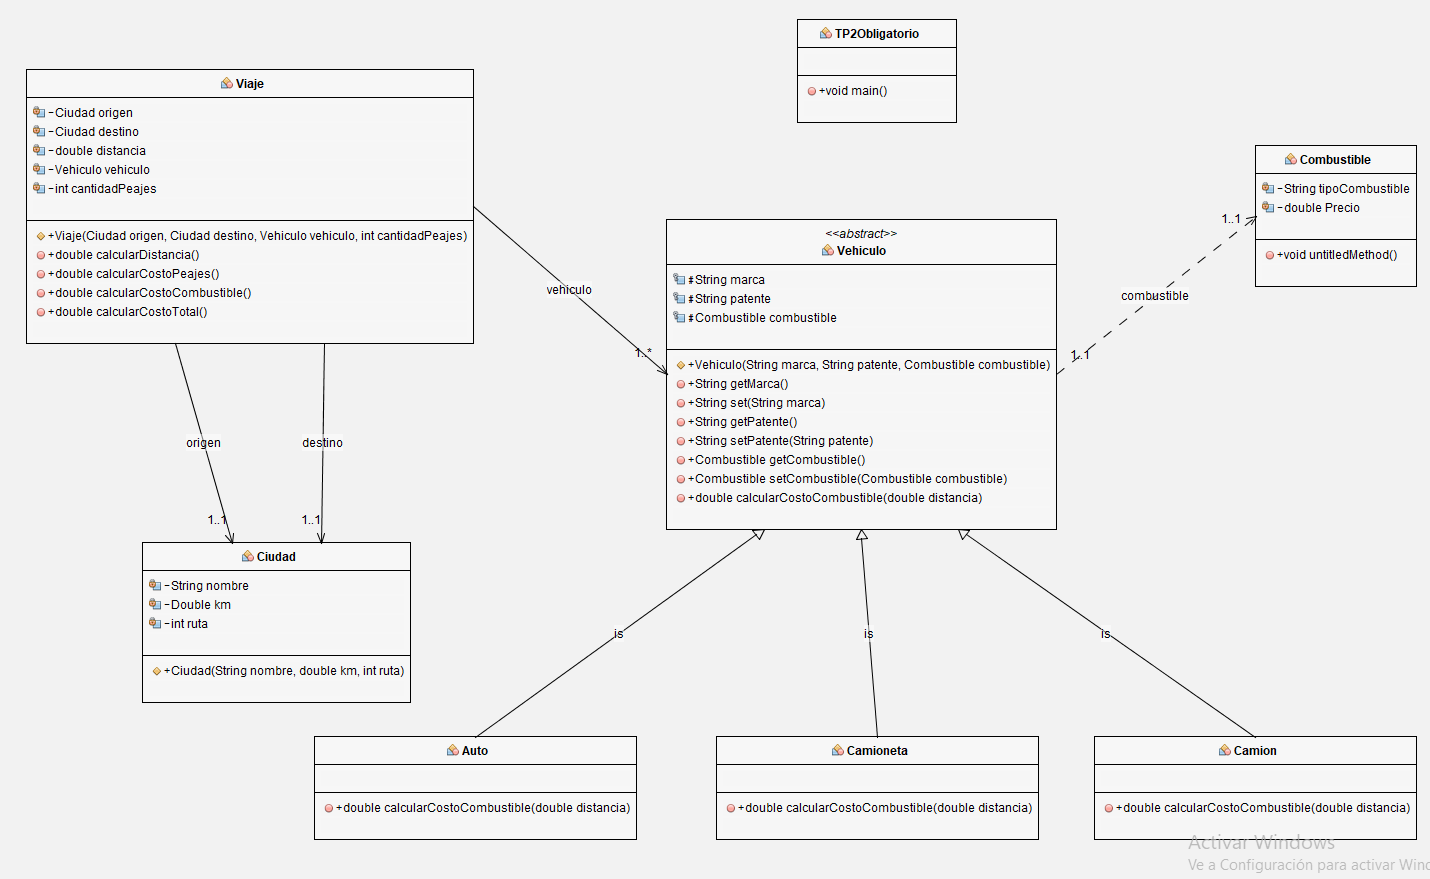 TP2Obligatorio
+void main()
Viaje
-Ciudad origen
-Ciudad destino
-double distancia
-Vehiculo vehiculo
-int cantidadPeajes
+Viaje(Ciudad origen, Ciudad destino, Vehiculo vehiculo, int cantidadPeajes)
+double calcularDistancia()
+double calcularCostoPeajes()
+double calcularCostoCombustible()
+double calcularCostoTotal()
Combustible
-String tipoCombustible
-double Precio
+void untitledMethod()
1..1
combustible
1..1
<<abstract>>
Vehiculo
#String marca
#String patente
#Combustible combustible
+Vehiculo(String marca, String patente, Combustible combustible)
+String getMarca()
+String set(String marca)
+String getPatente()
+String setPatente(String patente)
+Combustible getCombustible()
+Combustible setCombustible(Combustible combustible)
+double calcularCostoCombustible(double distancia)
vehiculo
1..*
origen
destino
1..1
1..1
Ciudad
-String nombre
-Double km
-int ruta
+Ciudad(String nombre, double km, int ruta)
is
is
is
Auto
+double calcularCostoCombustible(double distancia)
Camioneta
+double calcularCostoCombustible(double distancia)
Camion
+double calcularCostoCombustible(double distancia)
Activar Windows
Ve a Configuración para activar Wind